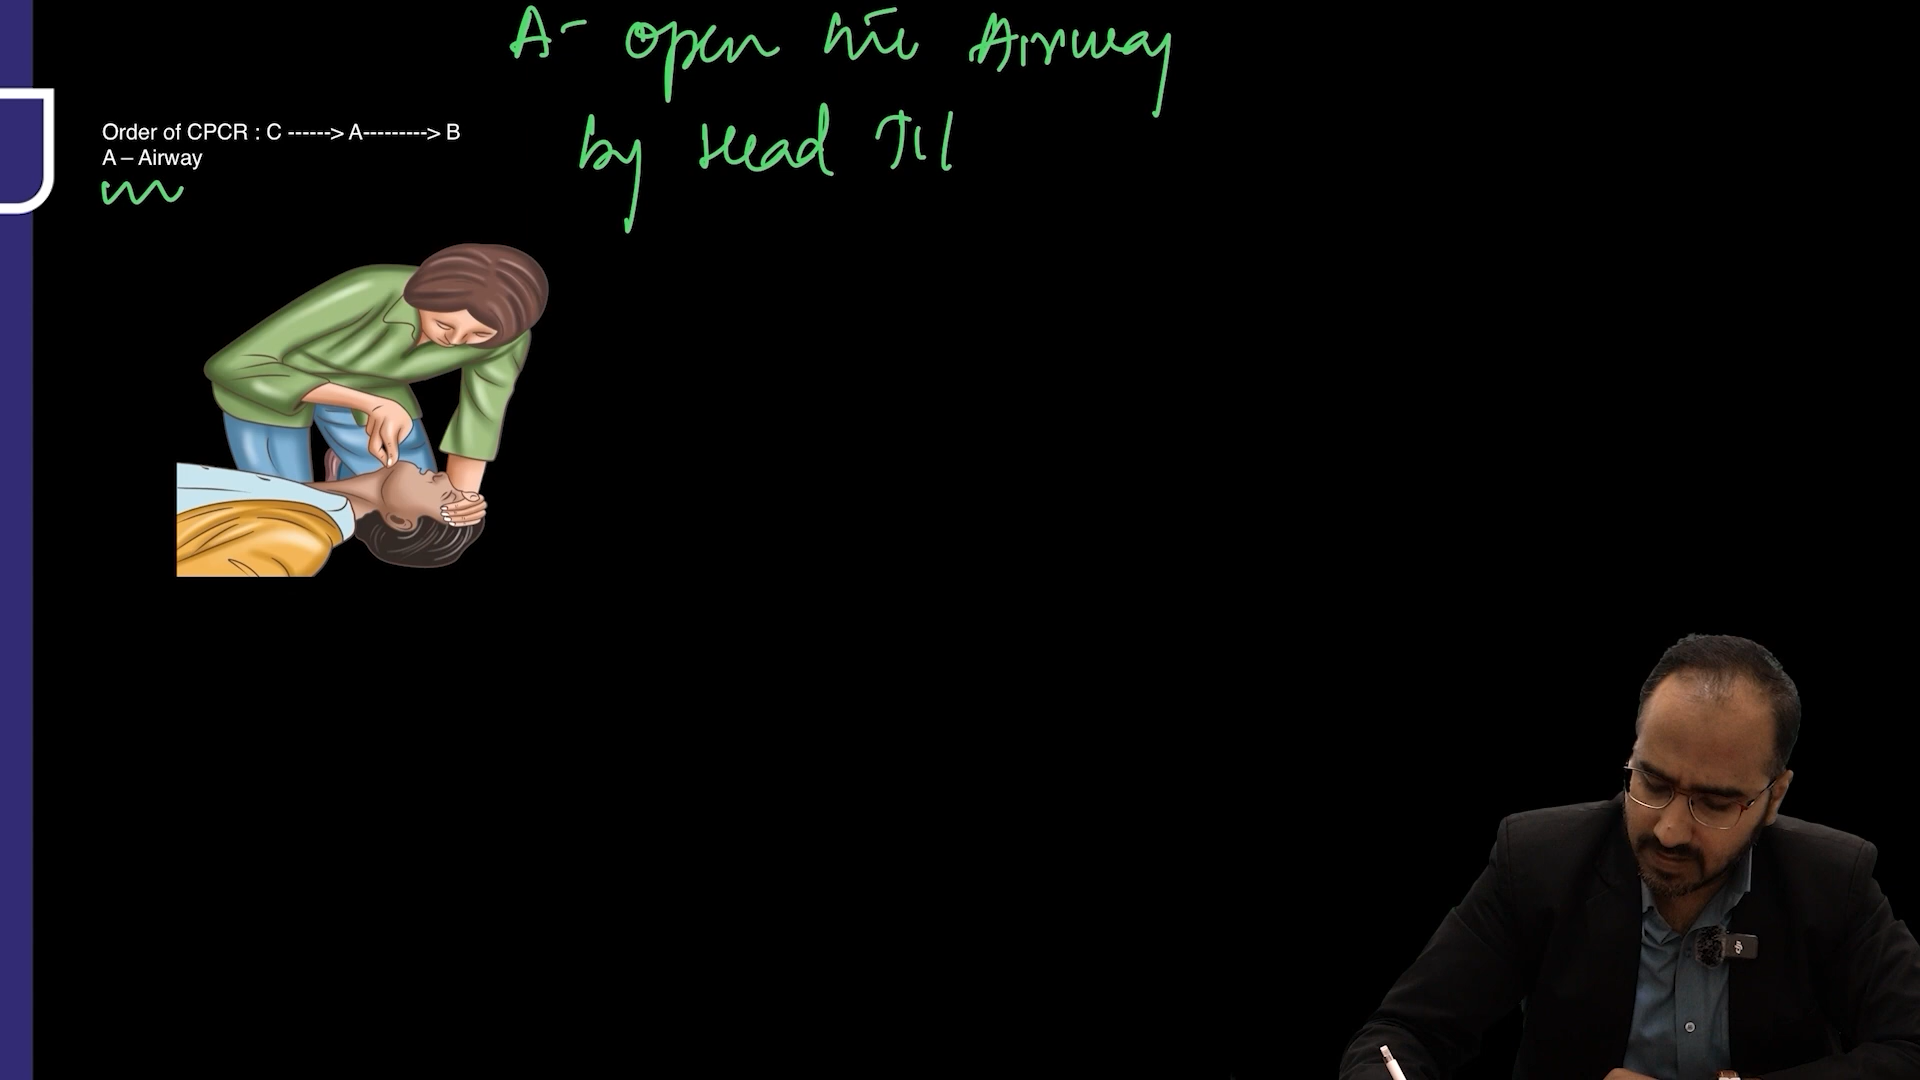 A- open the Airway
by Head Til
Order of CPCR : C ------> A---------> B
A – Airway